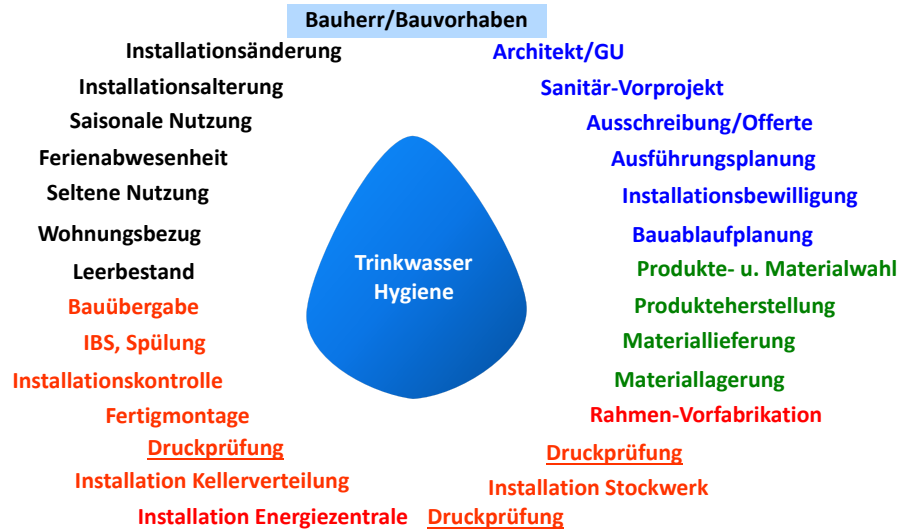 Bauherr/Bauvorhaben
Installationsänderung
Architekt/GU
Installationsalterung
Sanitär-Vorprojekt
Saisonale Nutzung
Ausschreibung/Offerte
Ferienabwesenheit
Ausführungsplanung
Seltene Nutzung
Installationsbewilligung
Wohnungsbezug
Bauablaufplanung
Trinkwasser
Hygiene
Leerbestand
Produkte- u. Materialwahl
Bauübergabe
Produkteherstellung
IBS, Spülung
Materiallieferung
Installationskontrolle
Materiallagerung
Fertigmontage
Rahmen-Vorfabrikation
Druckprüfung
Druckprüfung
Installation Kellerverteilung
Installation Stockwerk
Installation Energiezentrale
Druckprüfung